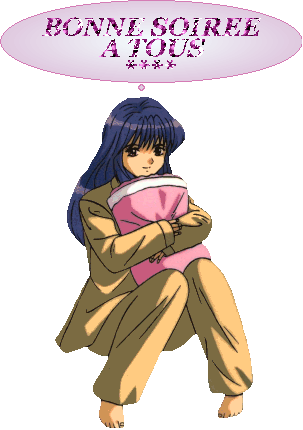 BONNE SOIREE
A TOUS
****